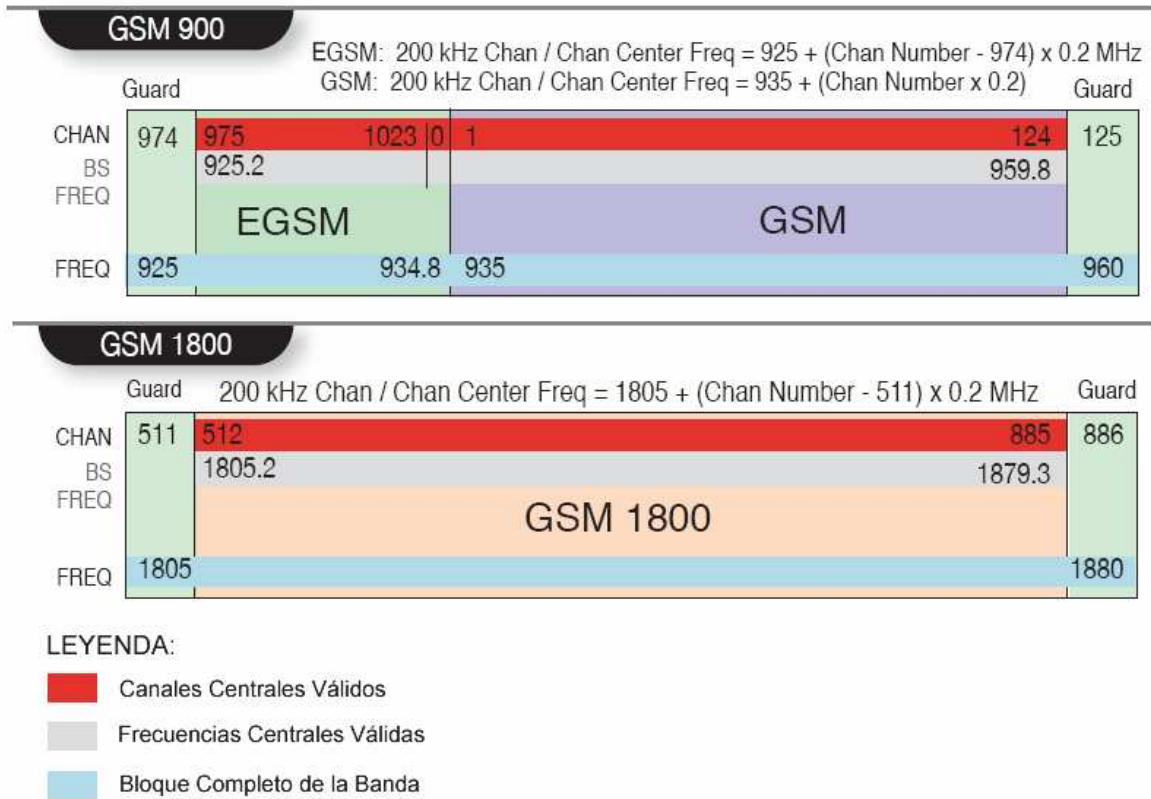 GSM 900
EGSM: 200 kHz Chan / Chan Center Freq = 925 + (Chan Number - 974) x 0.2 MHz
GSM: 200 kHz Chan / Chan Center Freq = 935 + (Chan Number x 0.2)
Guard Guard
CHAN 974 975 1023 0 1 124 125
BS 925.2 959.8
FREQ
EGSM GSM
FREQ 925 934.8 935 960
GSM 1800
Guard 200 kHz Chan / Chan Center Freq = 1805 + (Chan Number - 511) x 0.2 MHz Guard
CHAN 511 512 885 886
BS 1805.2 1879.3
FREQ
GSM 1800
FREQ 1805 1880
LEYENDA:
Canales Centrales Válidos
Frecuencias Centrales Válidas
Bloque Completo de la Banda